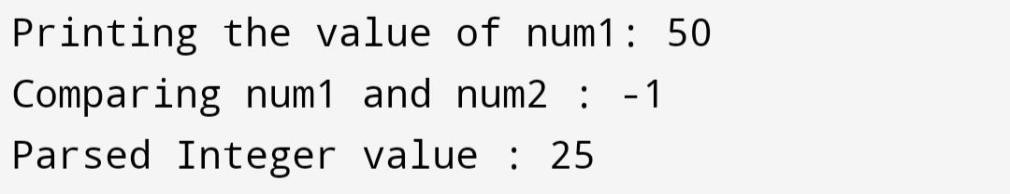 Printing the value of num1: 50
Comparing num1 and num2 : -1
Parsed Integer value : 25